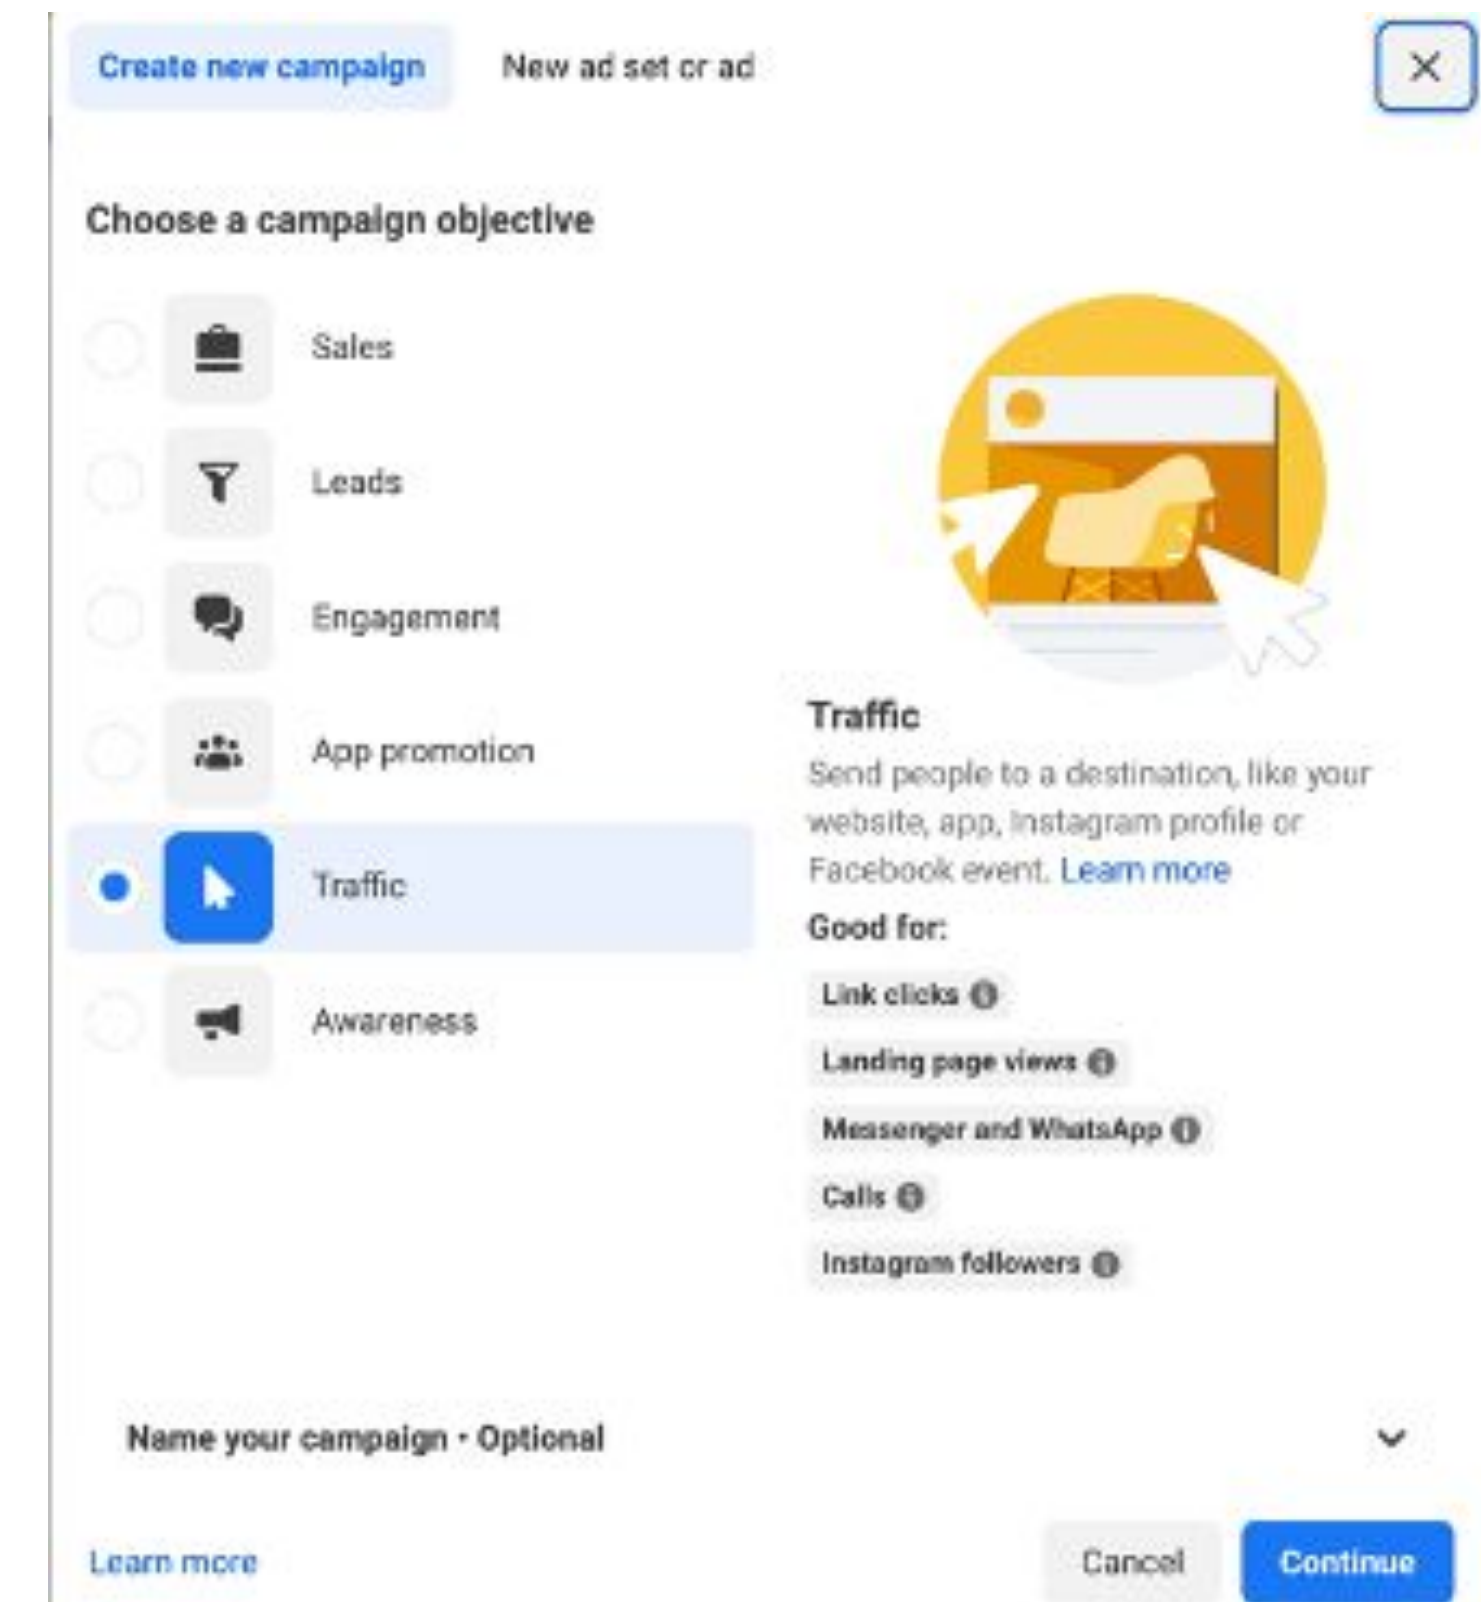 Create new campaign
New ad set or ad
Choose a campaign objective
Sales
Leads
Engagement
App promotion
Traffic
Awareness
Traffic
Send people to a destination, like your
website, app, Instagram profile or
Facebook event. Learn more
Good for:
Link clicks
Landing page views
Messenger and WhatsApp
Calls
Instagram followers
Name your campaign • Optional
Learn more
Cancel
Continue